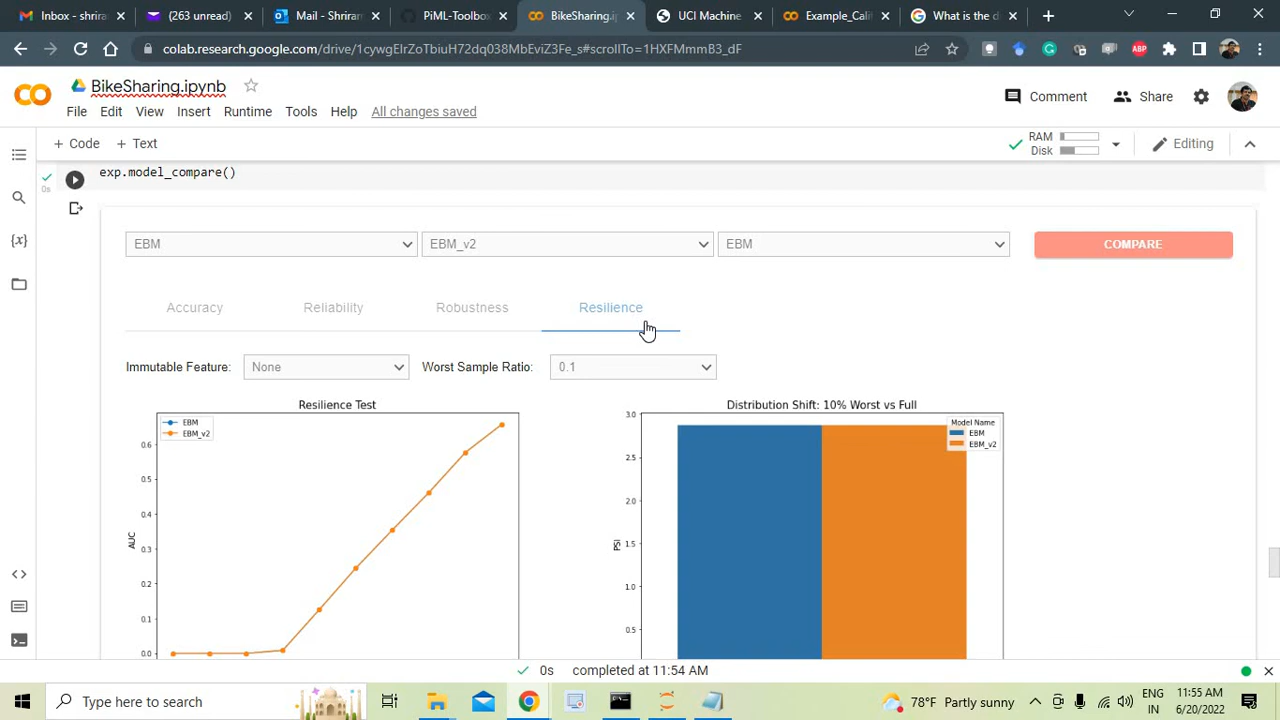 Inbox - shriram
(263 unread)
Mail - Shriram
PiML-Toolbox
BikeSharing.i
UCI Machine
Example_Cali
What is the d
colab.research.google.com/drive/1cywgElrZoTbiuH72dq038MbEviZ3Fe_s#scrollTo=1HXFMmmB3_dF
ABP
BikeSharing.ipynb
Comment
Share
File Edit View Insert Runtime Tools Help All changes saved
+ Code + Text
RAM
Disk
Editing
exp.model_compare()
0s
{x}
EBM
EBM_v2
EBM
COMPARE
Accuracy
Reliability
Robustness
Resilience
Immutable Feature: None
Worst Sample Ratio: 0.1
Resilience Test
EBM
EBM_v2
0.6
0.5
0.4
AUC
0.3
0.2
0.1
0.0
Distribution Shift: 10% Worst vs Full
Model Name
EBM
EBM_v2
3.0
2.5
2.0
PSI
1.5
1.0
0.5
0s completed at 11:54 AM
Type here to search
78°F Partly sunny
ENG
IN
11:55 AM
6/20/2022